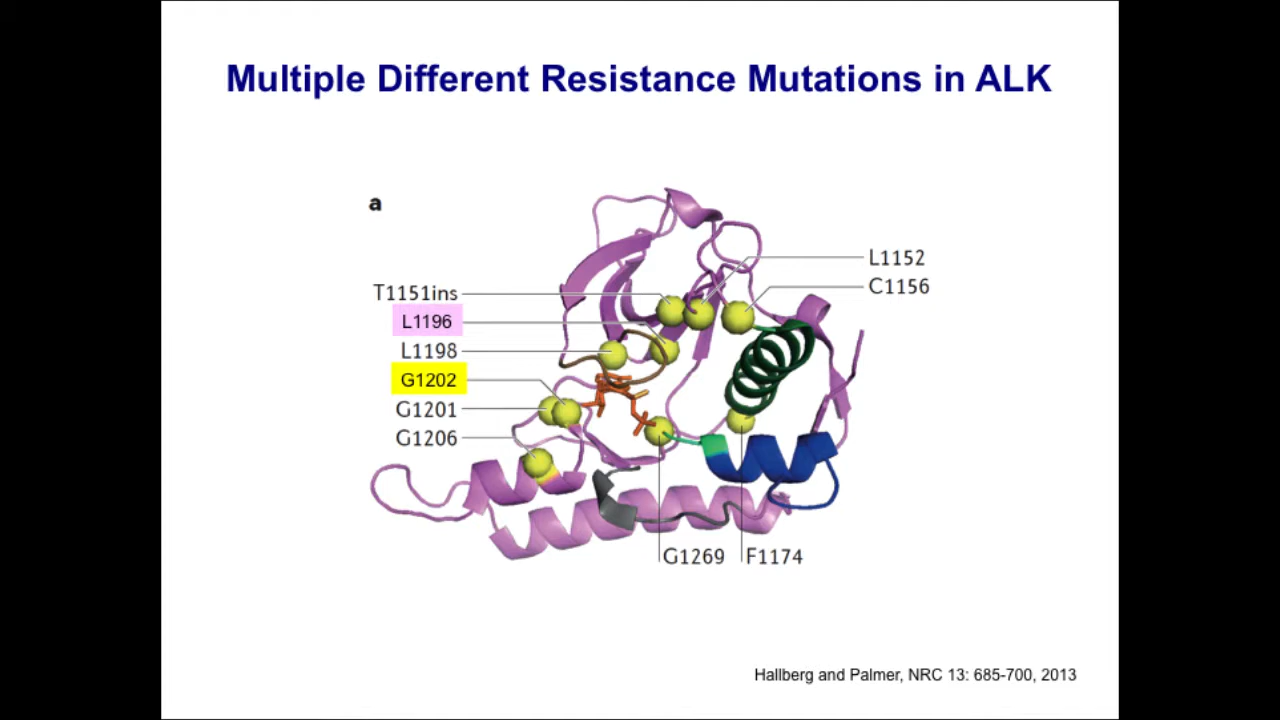 Multiple Different Resistance Mutations in ALK
a
L1152
C1156
T1151ins
L1196
L1198
G1202
G1201
G1206
G1269
F1174
Hallberg and Palmer, NRC 13: 685-700, 2013